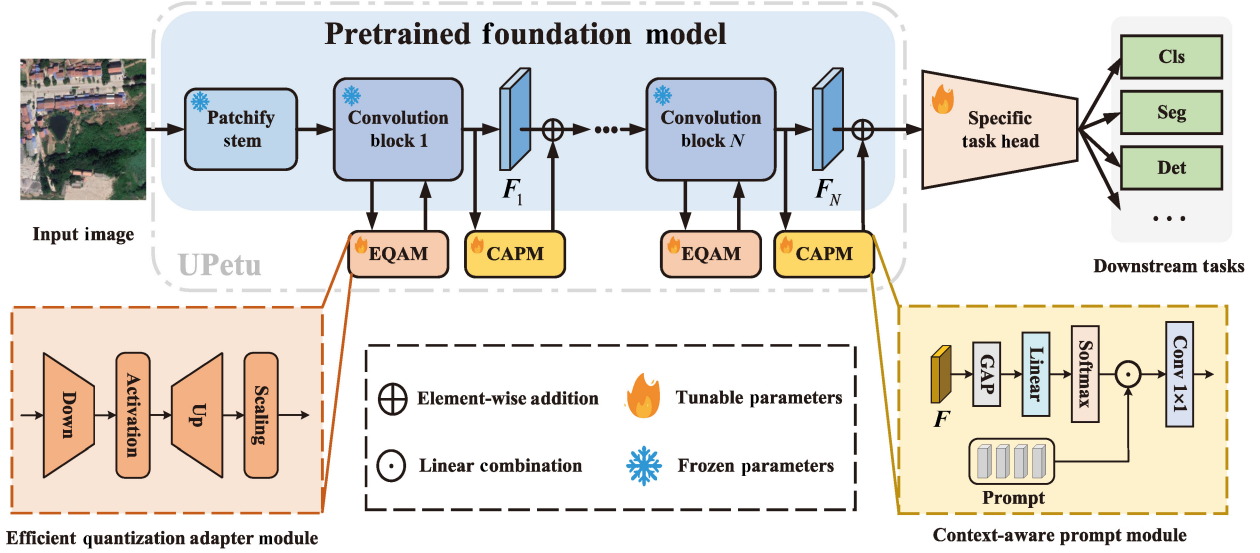 Pretrained foundation model
Patchify
stem
Convolution
block 1
F1
Convolution
block N
FN
Specific
task head
Cls
Seg
Det
...
Input image
EQAM
CAPM
EQAM
CAPM
UPetu
Downstream tasks
Down
Activation
Up
Scaling
Element-wise addition
Tunable parameters
Linear combination
Frozen parameters
F
GAP
Linear
Softmax
Conv 1×1
Prompt
Efficient quantization adapter module
Context-aware prompt module